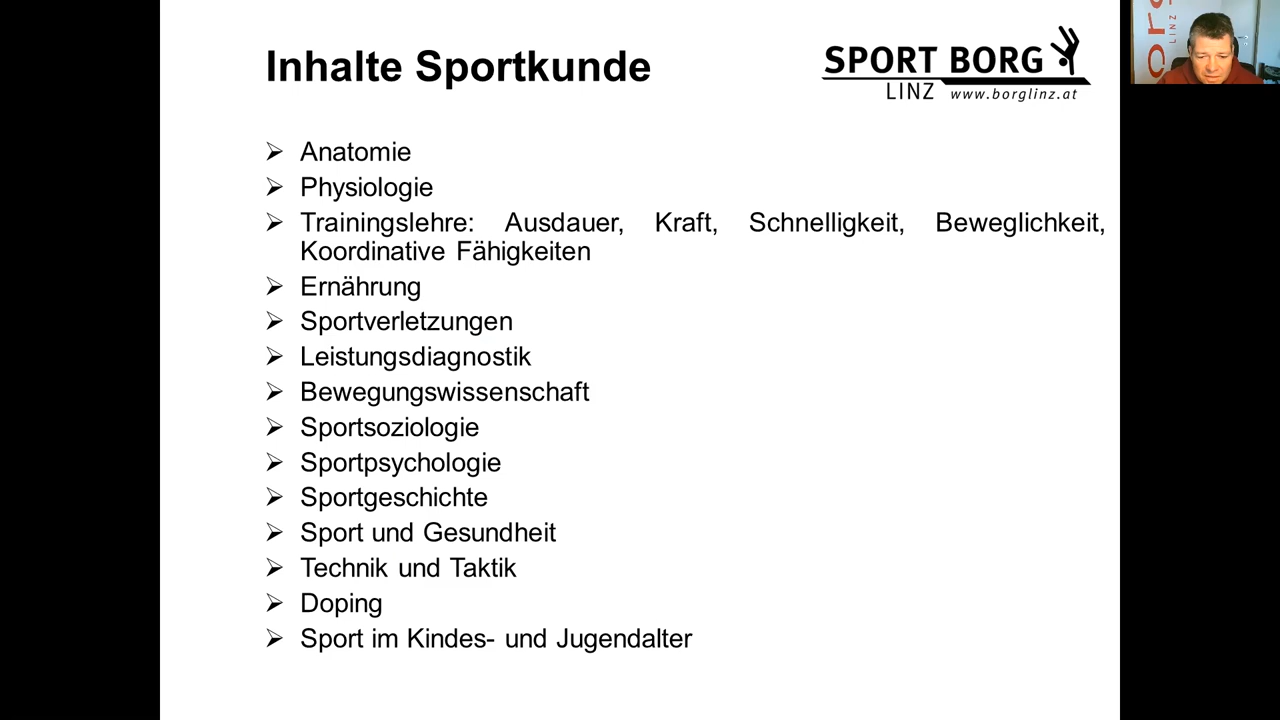 Inhalte Sportkunde
SPORT BORG
LINZ www.borglinz.at
Anatomie
Physiologie
Trainingslehre: Ausdauer, Kraft, Schnelligkeit, Beweglichkeit,
Koordinative Fähigkeiten
Ernährung
Sportverletzungen
Leistungsdiagnostik
Bewegungswissenschaft
Sportsoziologie
Sportpsychologie
Sportgeschichte
Sport und Gesundheit
Technik und Taktik
Doping
Sport im Kindes- und Jugendalter
LINZ